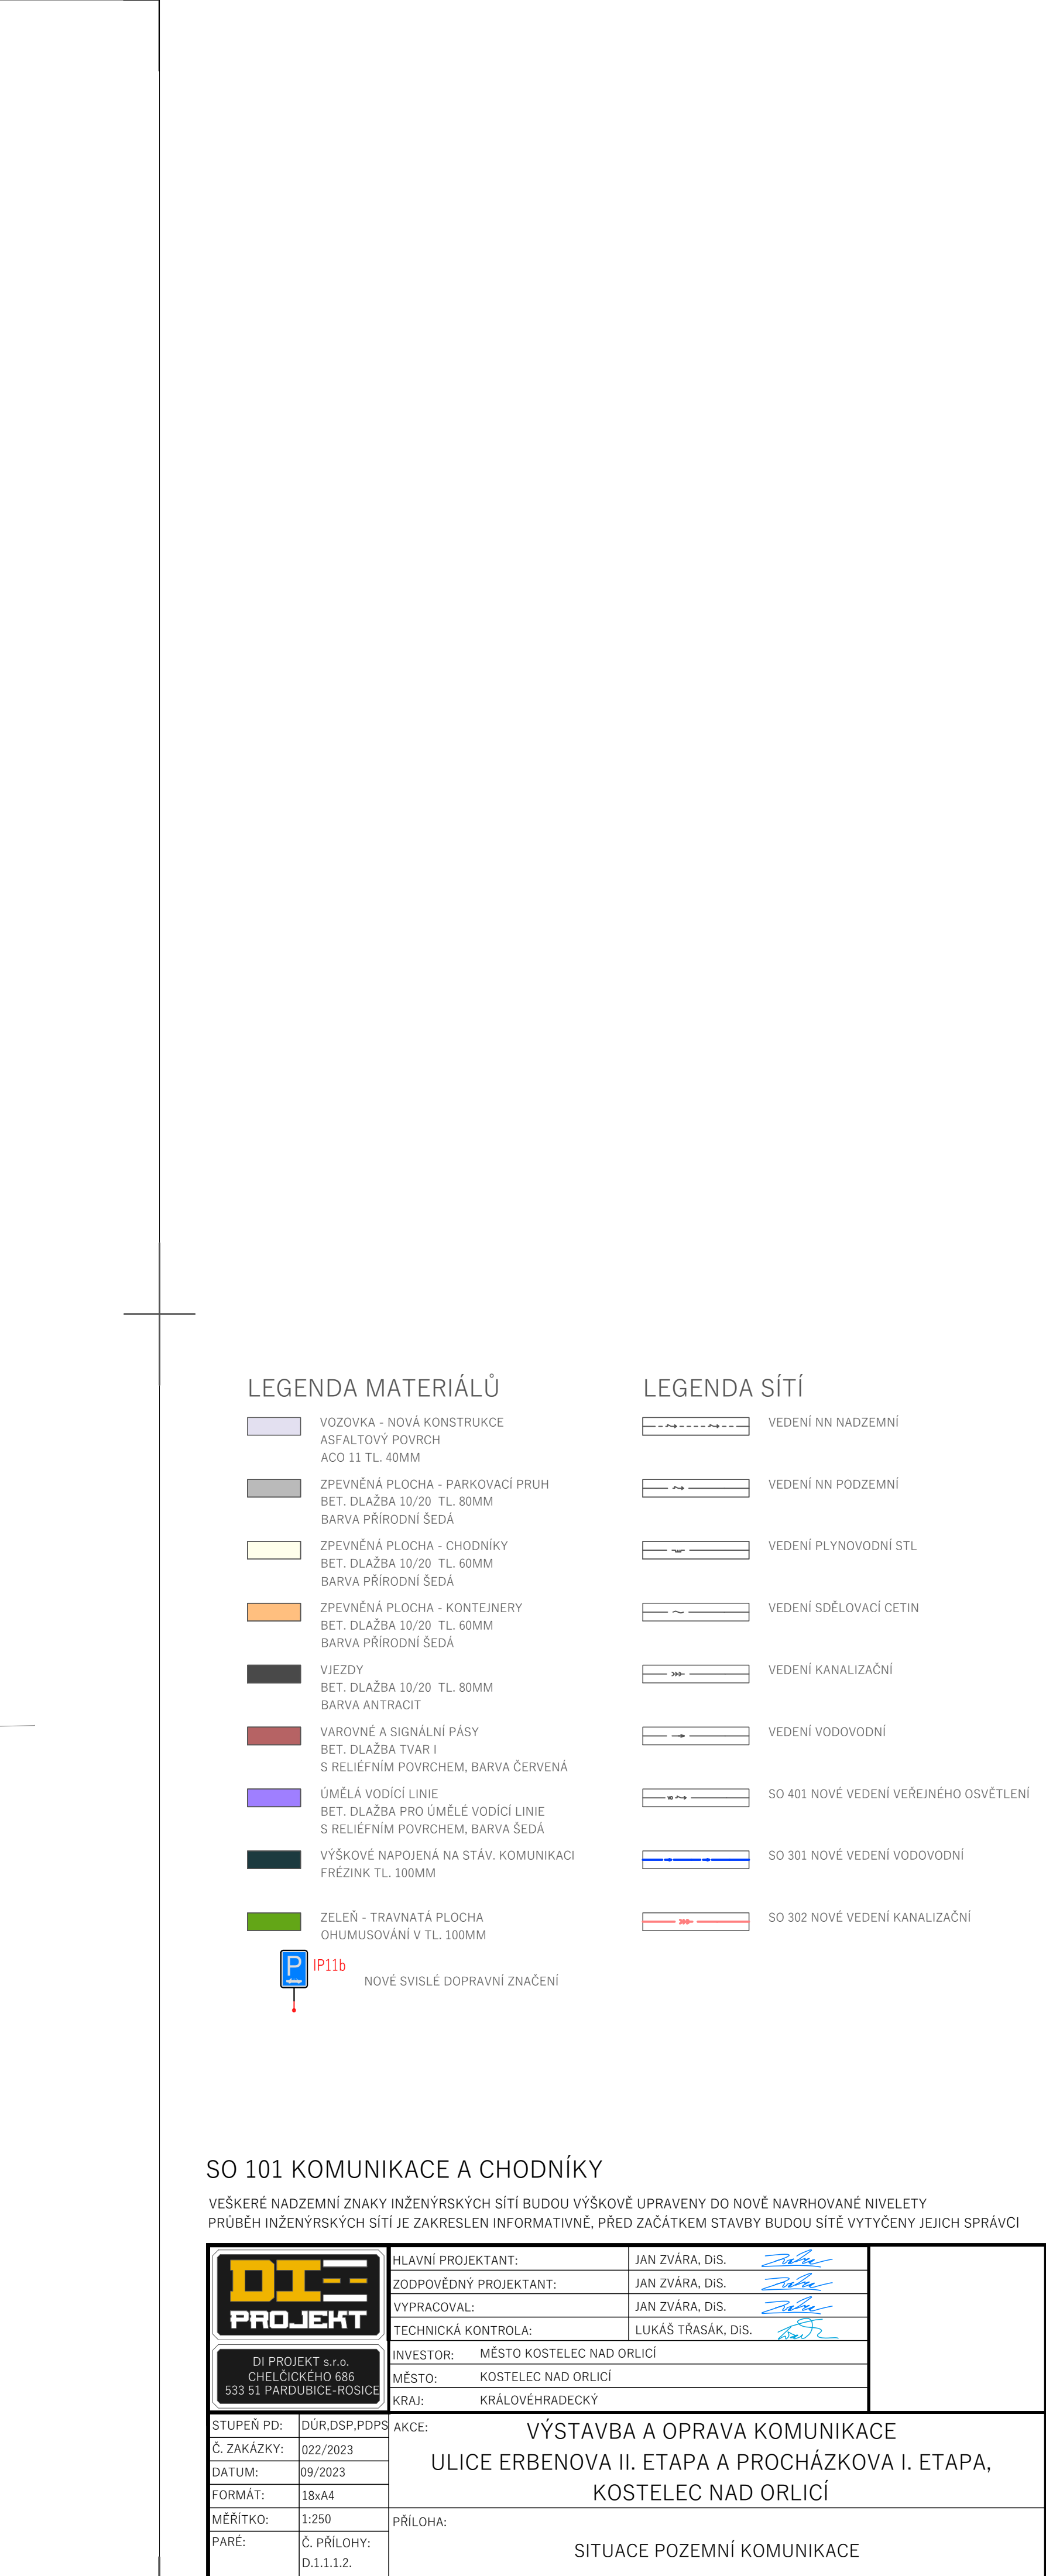 LEGENDA MATERIÁLŮ
VOZOVKA - NOVÁ KONSTRUKCE
ASFALTOVÝ POVRCH
ACO 11 TL. 40MM
ZPEVNĚNÁ PLOCHA - PARKOVACÍ PRUH
BET. DLAŽBA 10/20 TL. 80MM
BARVA PŘÍRODNÍ ŠEDÁ
ZPEVNĚNÁ PLOCHA - CHODNÍKY
BET. DLAŽBA 10/20 TL. 60MM
BARVA PŘÍRODNÍ ŠEDÁ
ZPEVNĚNÁ PLOCHA - KONTEJNERY
BET. DLAŽBA 10/20 TL. 60MM
BARVA PŘÍRODNÍ ŠEDÁ
VJEZDY
BET. DLAŽBA 10/20 TL. 80MM
BARVA ANTRACIT
VAROVNÉ A SIGNÁLNÍ PÁSY
BET. DLAŽBA TVAR I
S RELIÉFNÍM POVRCHEM, BARVA ČERVENÁ
ÚMĚLÁ VODÍCÍ LINIE
BET. DLAŽBA PRO ÚMĚLÉ VODÍCÍ LINIE
S RELIÉFNÍM POVRCHEM, BARVA ŠEDÁ
VÝŠKOVÉ NAPOJENÁ NA STÁV. KOMUNIKACI
FRÉZINK TL. 100MM
ZELEŇ - TRAVNATÁ PLOCHA
OHUMUSOVÁNÍ V TL. 100MM
P
IP11b
NOVÉ SVISLÉ DOPRAVNÍ ZNAČENÍ
LEGENDA SÍTÍ
VEDENÍ NN NADZEMNÍ
VEDENÍ NN PODZEMNÍ
VEDENÍ PLYNOVODNÍ STL
VEDENÍ SDĚLOVACÍ CETIN
VEDENÍ KANALIZAČNÍ
VEDENÍ VODOVODNÍ
VO
SO 401 NOVÉ VEDENÍ VEŘEJNÉHO OSVĚTLENÍ
SO 301 NOVÉ VEDENÍ VODOVODNÍ
SO 302 NOVÉ VEDENÍ KANALIZAČNÍ
SO 101 KOMUNIKACE A CHODNÍKY
VEŠKERÉ NADZEMNÍ ZNAKY INŽENÝRSKÝCH SÍTÍ BUDOU VÝŠKOVĚ UPRAVENY DO NOVĚ NAVRHOVANÉ NIVELETY
PRŮBĚH INŽENÝRSKÝCH SÍTÍ JE ZAKRESLEN INFORMATIVNĚ, PŘED ZAČÁTKEM STAVBY BUDOU SÍTĚ VYTYČENY JEJICH SPRÁVCI
DI
PROJEKT
DI PROJEKT s.r.o.
CHELČICKÉHO 686
533 51 PARDUBICE-ROSICE
HLAVNÍ PROJEKTANT: JAN ZVÁRA, DiS.
ZODPOVĚDNÝ PROJEKTANT: JAN ZVÁRA, DiS.
VYPRACOVAL: JAN ZVÁRA, DiS.
TECHNICKÁ KONTROLA: LUKÁŠ TŘASÁK, DiS.
INVESTOR: MĚSTO KOSTELEC NAD ORLICÍ
MĚSTO: KOSTELEC NAD ORLICÍ
KRAJ: KRÁLOVÉHRADECKÝ
STUPEŇ PD: DÚR,DSP,PDPS
Č. ZAKÁZKY: 022/2023
DATUM: 09/2023
FORMÁT: 18xA4
MĚŘÍTKO: 1:250
PARÉ: Č. PŘÍLOHY:
D.1.1.1.2.
AKCE: VÝSTAVBA A OPRAVA KOMUNIKACE
ULICE ERBENOVA II. ETAPA A PROCHÁZKOVA I. ETAPA,
KOSTELEC NAD ORLICÍ
PŘÍLOHA:
SITUACE POZEMNÍ KOMUNIKACE